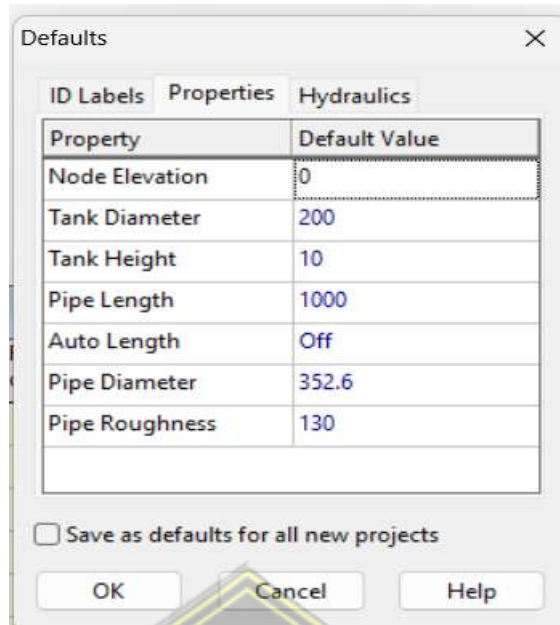 Defaults
ID Labels Properties Hydraulics
Property Default Value
Node Elevation 0
Tank Diameter 200
Tank Height 10
Pipe Length 1000
Auto Length Off
Pipe Diameter 352.6
Pipe Roughness 130
Save as defaults for all new projects
OK Cancel Help